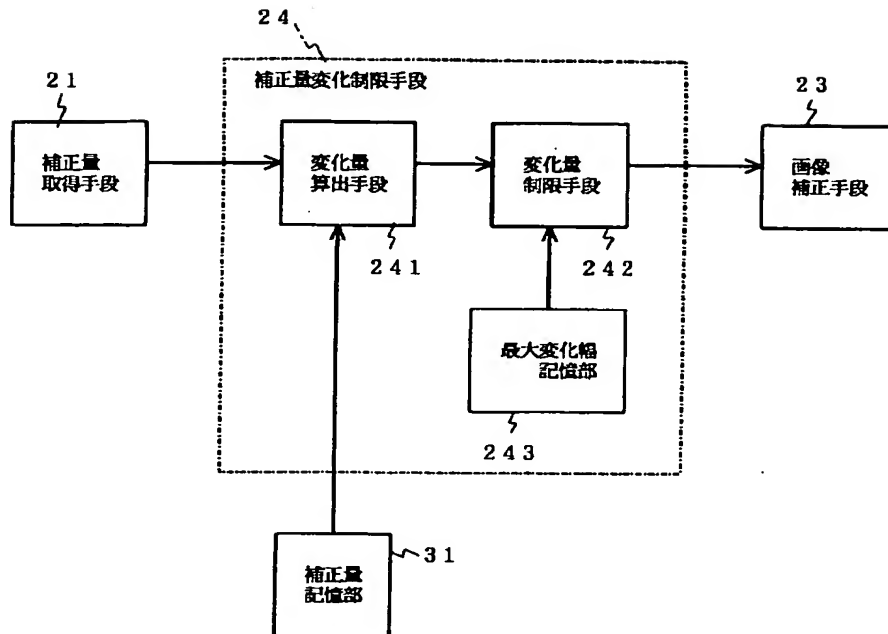 24
補正量変化制限手段
21
補正量
取得手段
変化量
算出手段
241
変化量
制限手段
242
23
画像
補正手段
最大変化幅
記憶部
243
補正量
記憶部
31